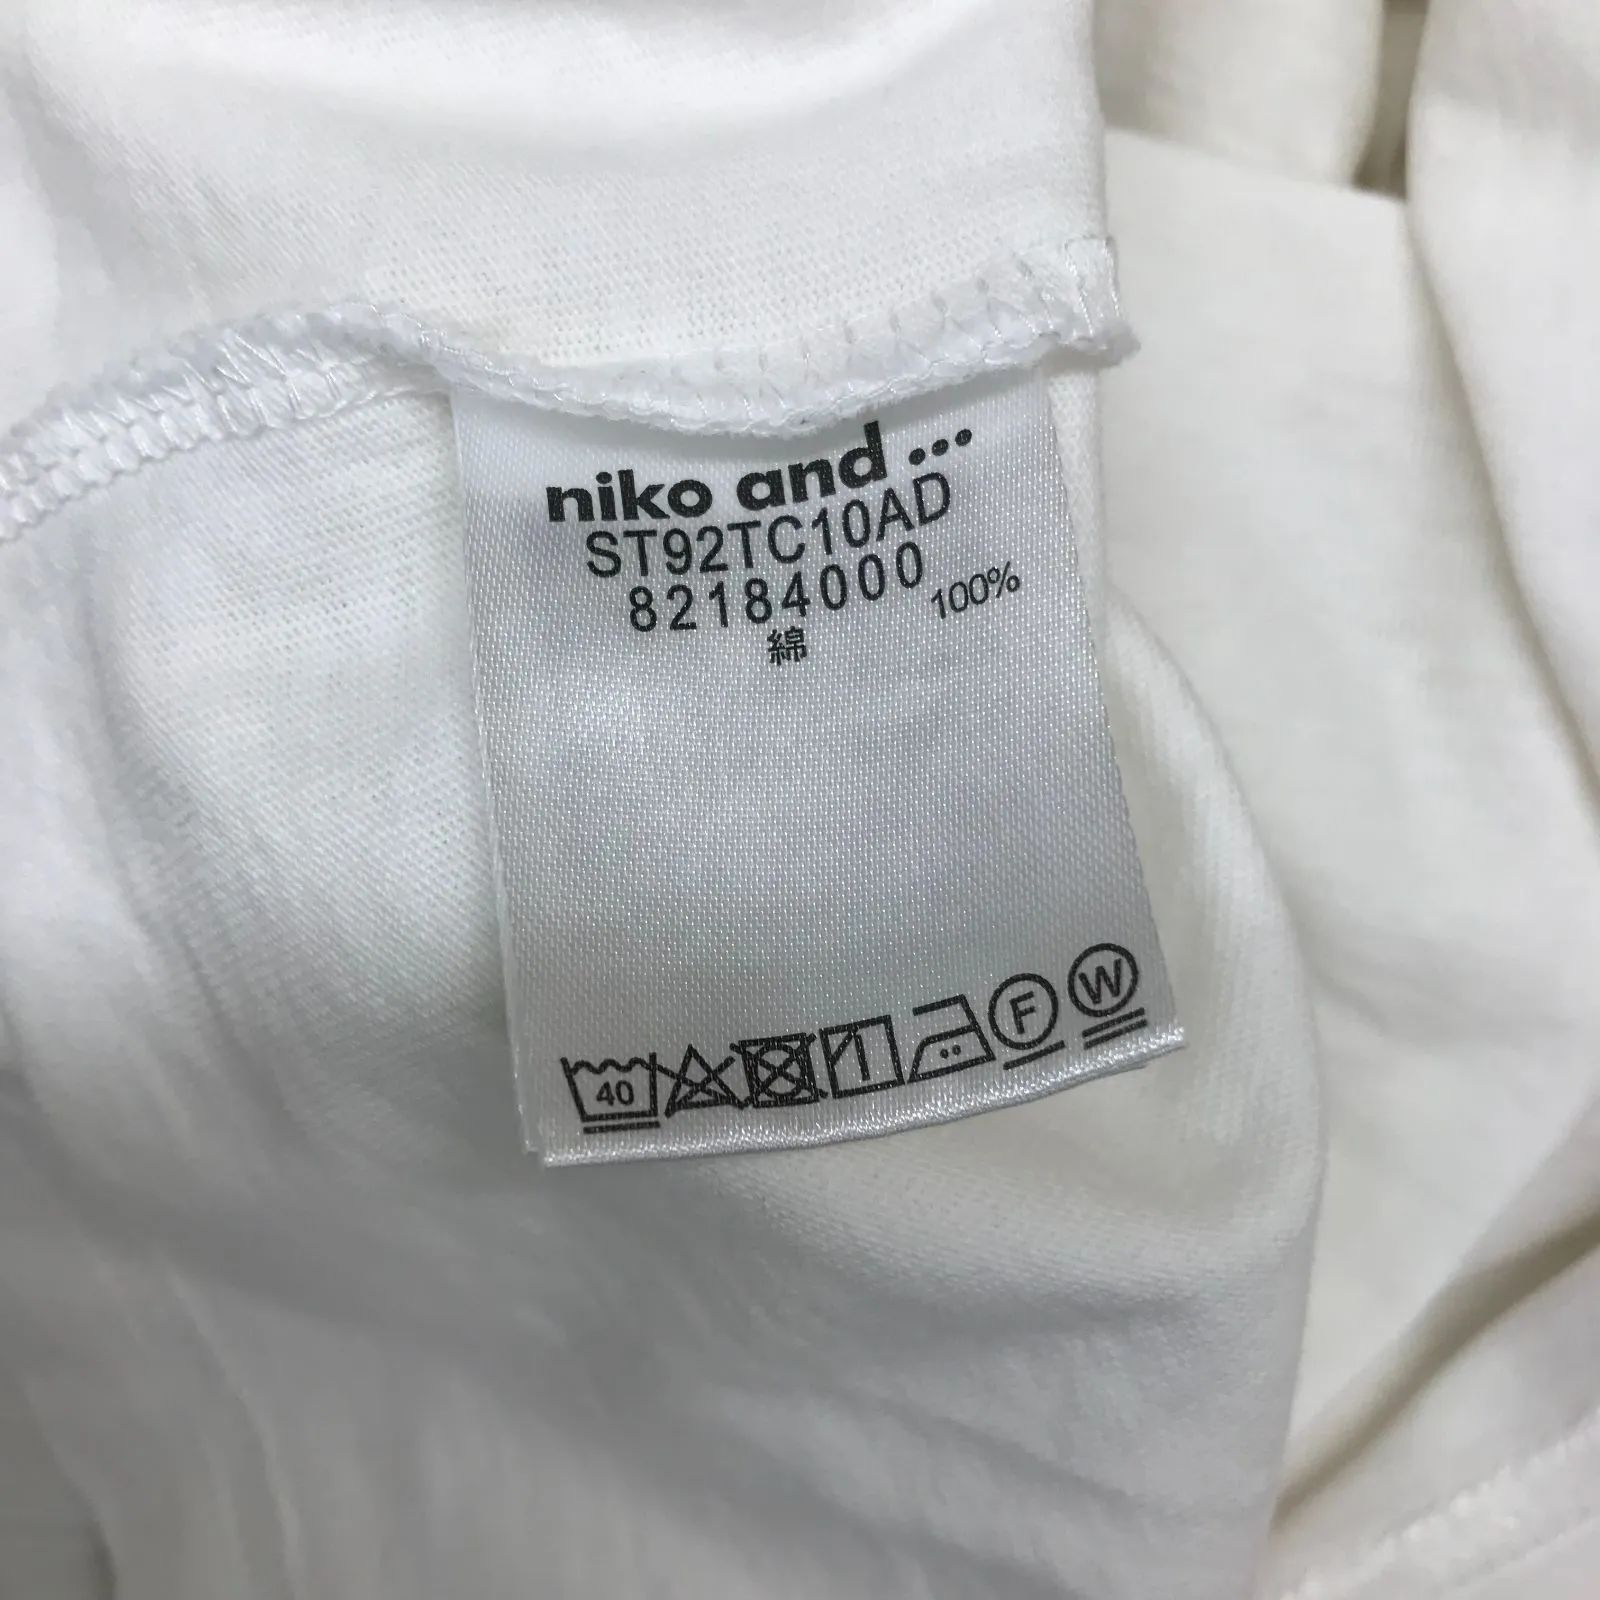 niko and ...
ST92TC10AD
82184000
綿 100%
40 F W